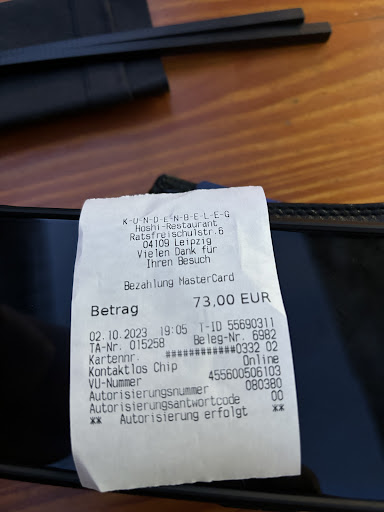 K-U-N-D-E-N-B-E-L-E-G
Hoshi-Restaurant
Ratsfreischulstr.6
04109 Leipzig
Vielen Dank für
Ihren Besuch
Bezahlung MasterCard
Betrag 73,00 EUR
02.10.2023 19:05 T-ID 55690311
TA-Nr. 015258 Beleg-Nr. 6982
Kartennr. ############0332 02
Kontaktlos Chip Online
VU-Nummer 455600506103
Autorisierungsnummer 080380
Autorisierungsantwortcode 00
** Autorisierung erfolgt **